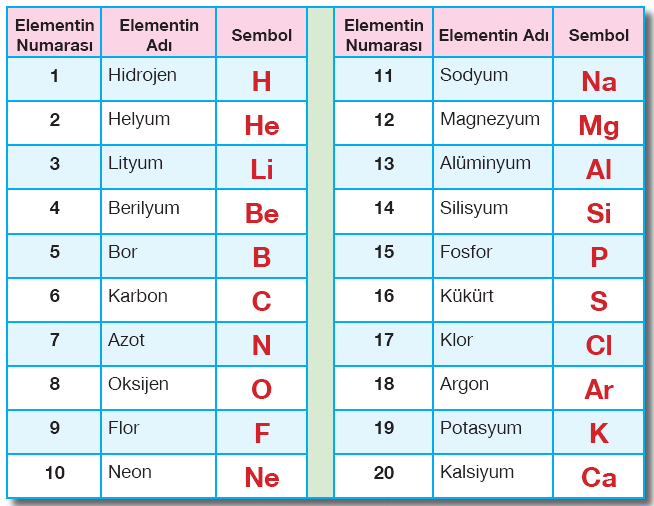 Elementin Numarası Elementin Adı Sembol
1 Hidrojen H
2 Helyum He
3 Lityum Li
4 Berilyum Be
5 Bor B
6 Karbon C
7 Azot N
8 Oksijen O
9 Flor F
10 Neon Ne
Elementin Numarası Elementin Adı Sembol
11 Sodyum Na
12 Magnezyum Mg
13 Alüminyum Al
14 Silisyum Si
15 Fosfor P
16 Kükürt S
17 Klor Cl
18 Argon Ar
19 Potasyum K
20 Kalsiyum Ca